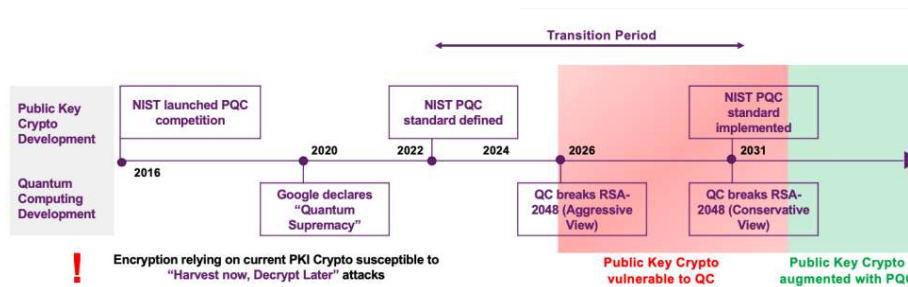 Transition Period
Public Key
Crypto
Development
NIST launched PQC
competition
NIST PQC
standard defined
NIST PQC
standard
implemented
2016
2020
2022
2024
2026
2031
Quantum
Computing
Development
Google declares
“Quantum
Supremacy”
QC breaks RSA-
2048 (Aggressive
View)
QC breaks RSA-
2048 (Conservative
View)
!
Encryption relying on current PKI Crypto susceptible to
“Harvest now, Decrypt Later” attacks
Public Key Crypto
vulnerable to QC
Public Key Crypto
augmented with PQC